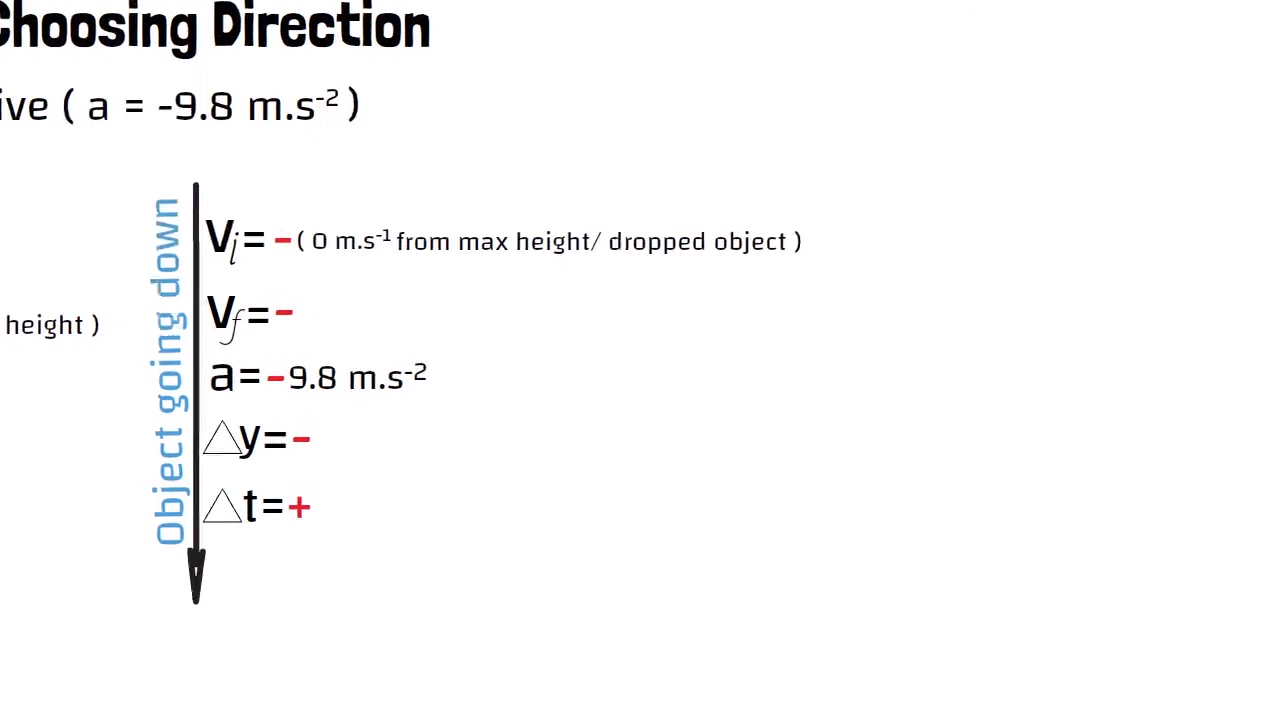 Choosing Direction
ive ( a = -9.8 m.s⁻² )
Object going down
Vi = - ( 0 m.s⁻¹ from max height/ dropped object )
height )
Vf = -
a = -9.8 m.s⁻²
△y = -
△t = +